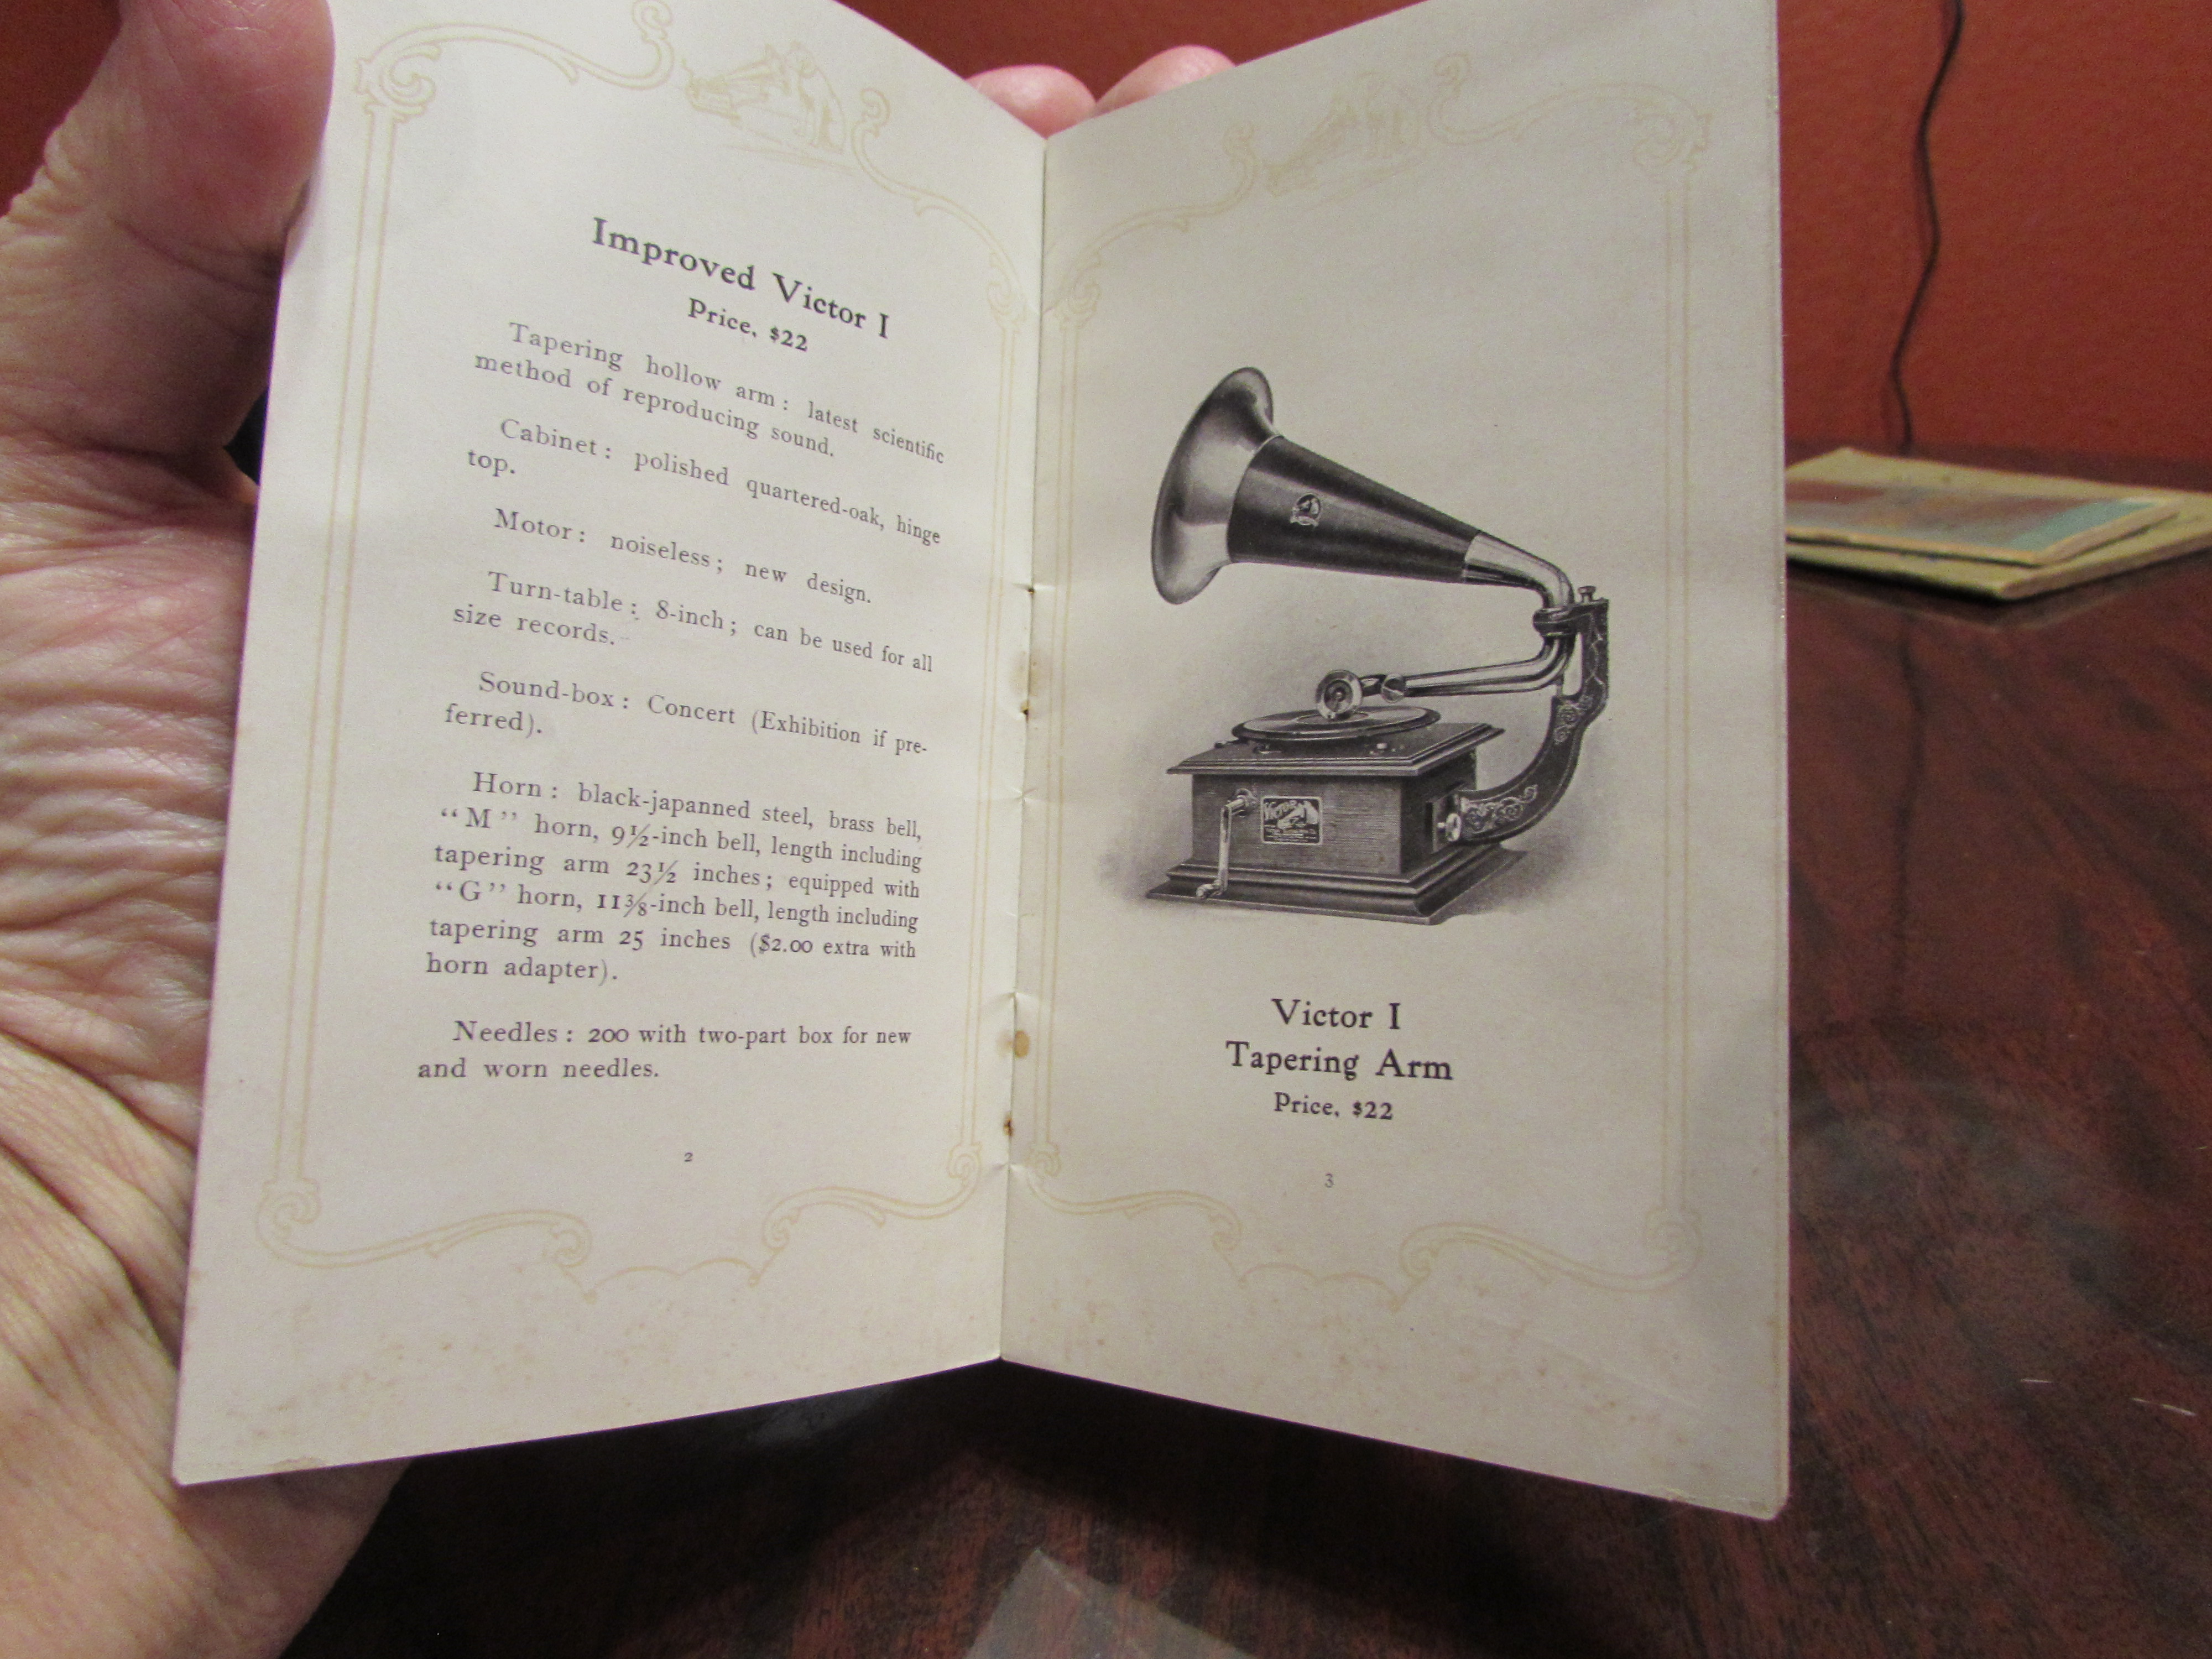 Improved Victor I
Price, $22
Tapering hollow arm: latest scientific
method of reproducing sound.
Cabinet: polished quartered-oak, hinge
top.
Motor: noiseless; new design.
Turn-table: 8-inch; can be used for all
size records.
Sound-box: Concert (Exhibition if pre-
ferred).
Horn: black-japanned steel, brass bell,
“M” horn, 9½-inch bell, length including
tapering arm 23½ inches; equipped with
“G” horn, 11⅜-inch bell, length including
tapering arm 25 inches ($2.00 extra with
horn adapter).
Needles: 200 with two-part box for new
and worn needles.
2
VICTOR
Victor I
Tapering Arm
Price, $22
3